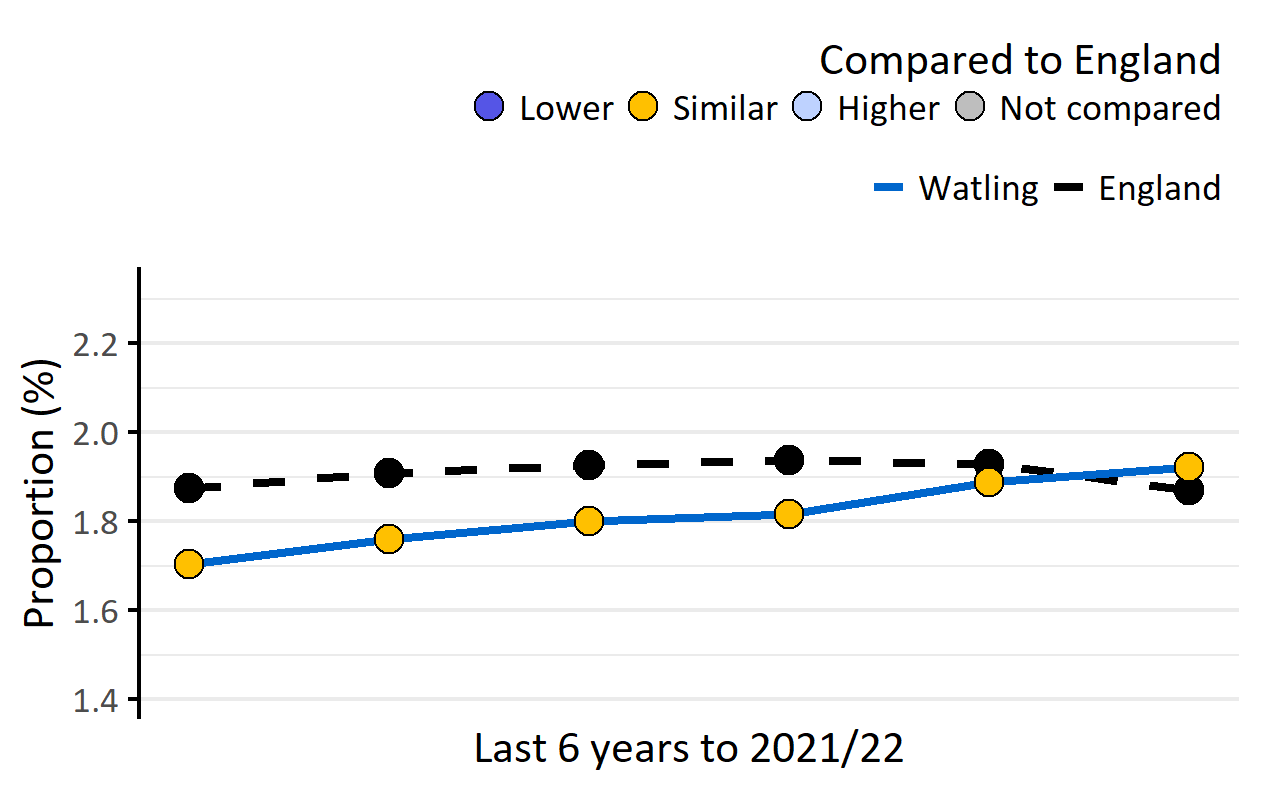 Compared to England
Lower Similar Higher Not compared
Watling England
Proportion (%)
2.2
2.0
1.8
1.6
1.4
Last 6 years to 2021/22